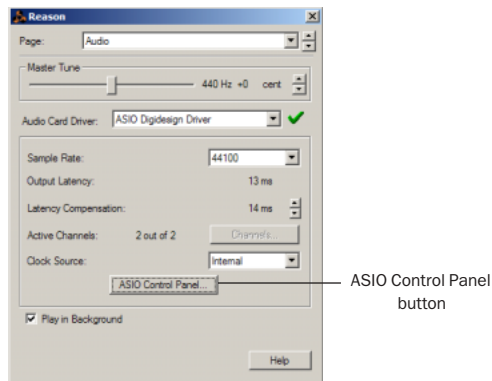 Reason
Page: Audio
Master Tune
440 Hz +0 cent
Audio Card Driver: ASIO Digidesign Driver
Sample Rate: 44100
Output Latency: 13 ms
Latency Compensation: 14 ms
Active Channels: 2 out of 2 Channels...
Clock Source: Internal
ASIO Control Panel...
ASIO Control Panel
button
Play in Background
Help